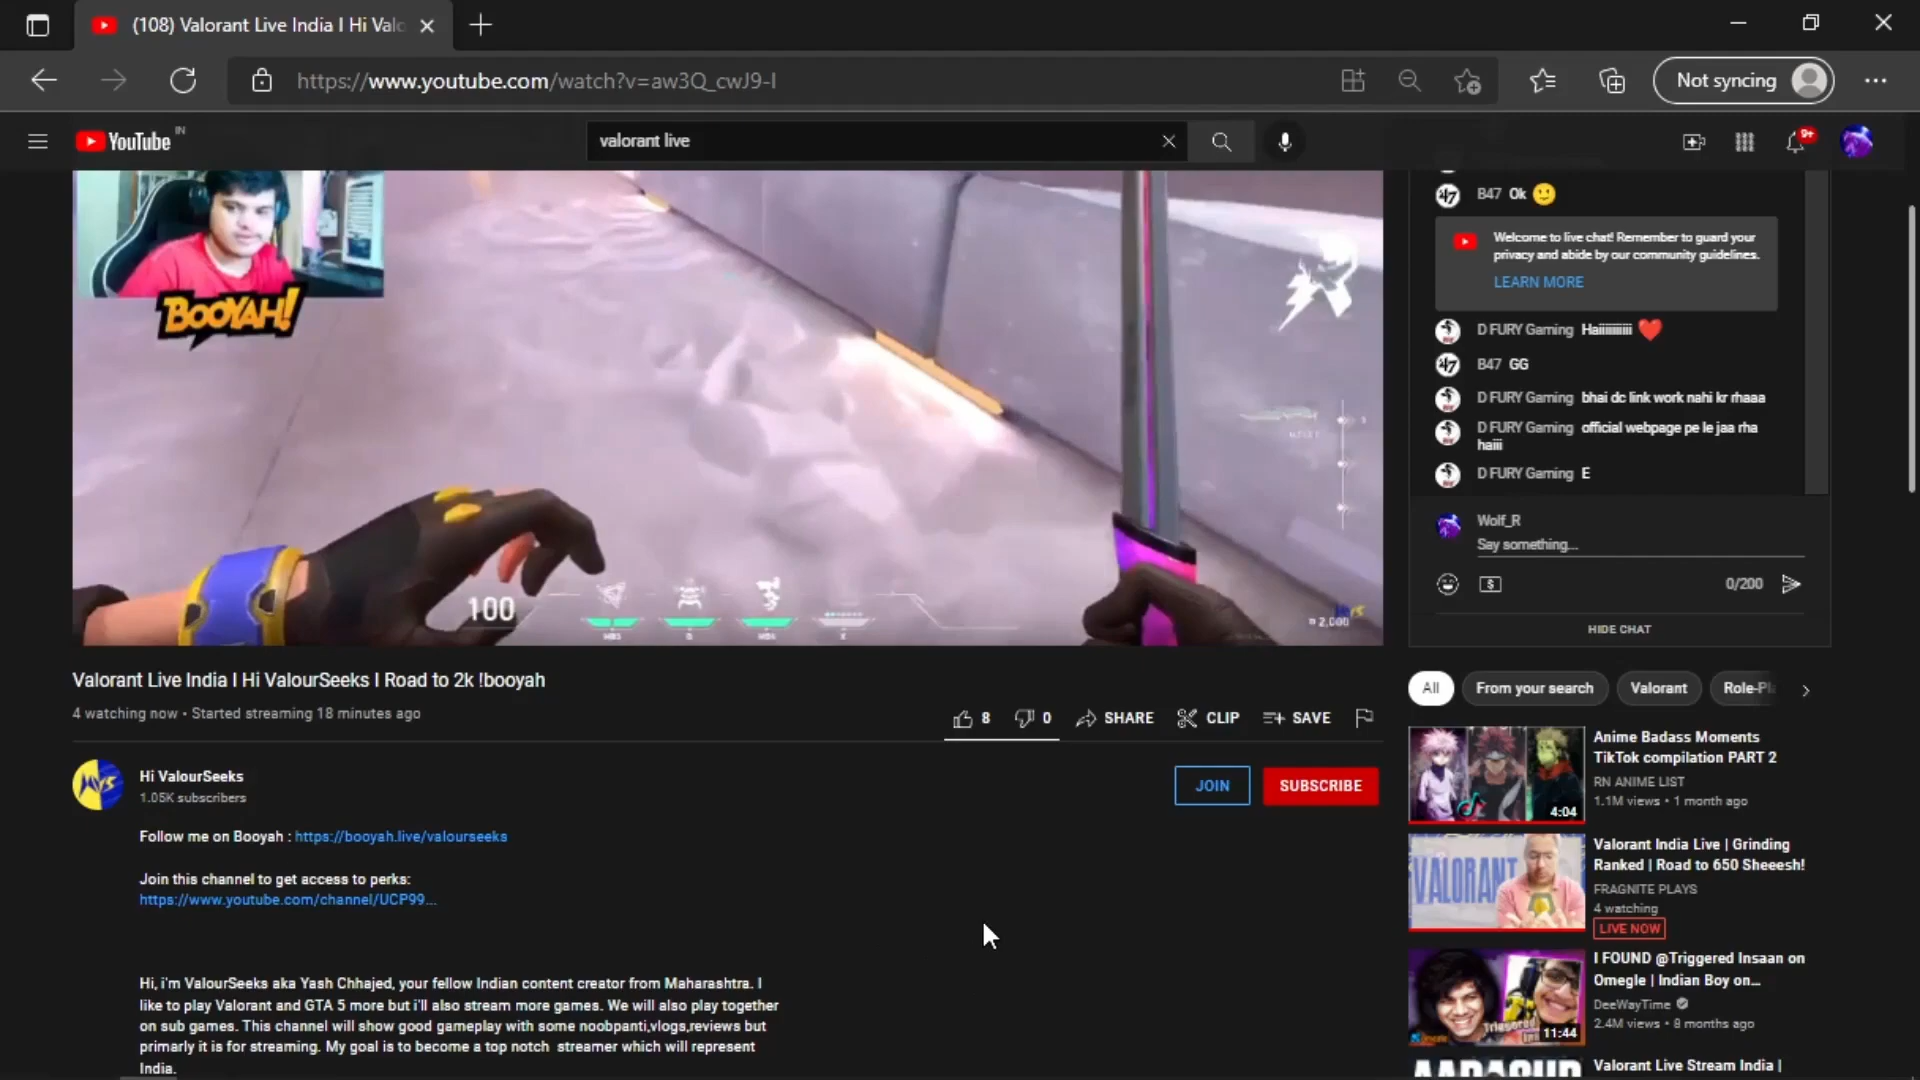 (108) Valorant Live India I Hi Valo
https://www.youtube.com/watch?v=aw3Q_cwJ9-I
Not syncing
YouTube IN
valorant live
9+
BOOYAH!
100
2,000
B47 Ok 🙂
Welcome to live chat! Remember to guard your
privacy and abide by our community guidelines.
LEARN MORE
D FURY Gaming Haiiiiiiiiii ❤️
B47 GG
D FURY Gaming bhai dc link work nahi kr rhaaa
D FURY Gaming official webpage pe le jaa rha
haiii
D FURY Gaming E
Wolf_R
Say something...
0/200
HIDE CHAT
Valorant Live India I Hi ValourSeeks I Road to 2k !booyah
4 watching now • Started streaming 18 minutes ago
8
0
SHARE
CLIP
SAVE
Hi ValourSeeks
1.05K subscribers
JOIN
SUBSCRIBE
Follow me on Booyah : https://booyah.live/valourseeks
Join this channel to get access to perks:
https://www.youtube.com/channel/UCP99...
Hi, i'm ValourSeeks aka Yash Chhajed, your fellow Indian content creator from Maharashtra. I
like to play Valorant and GTA 5 more but i'll also stream more games. We will also play together
on sub games. This channel will show good gameplay with some noobpanti,vlogs,reviews but
primarly it is for streaming. My goal is to become a top notch streamer which will represent
India.
All
From your search
Valorant
Role-Pl
Anime Badass Moments
TikTok compilation PART 2
RN ANIME LIST
1.1M views • 1 month ago
4:04
VALORANT
Valorant India Live | Grinding
Ranked | Road to 650 Sheeesh!
FRAGNITE PLAYS
4 watching
LIVE NOW
I FOUND @Triggered Insaan on
Omegle | Indian Boy on...
DeeWayTime
2.4M views • 8 months ago
11:44
Valorant Live Stream India |